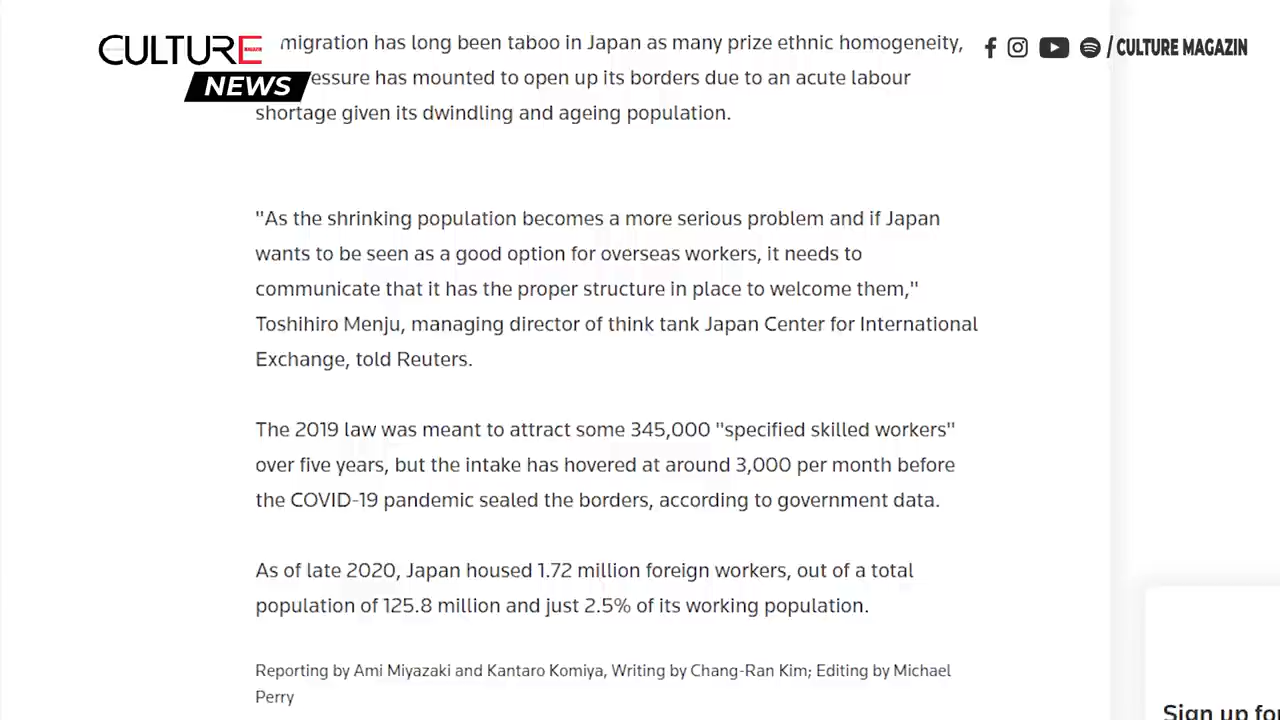 CULTURE
NEWS
/ CULTURE MAGAZIN
migration has long been taboo in Japan as many prize ethnic homogeneity,
essure has mounted to open up its borders due to an acute labour
shortage given its dwindling and ageing population.
"As the shrinking population becomes a more serious problem and if Japan
wants to be seen as a good option for overseas workers, it needs to
communicate that it has the proper structure in place to welcome them,"
Toshihiro Menju, managing director of think tank Japan Center for International
Exchange, told Reuters.
The 2019 law was meant to attract some 345,000 "specified skilled workers"
over five years, but the intake has hovered at around 3,000 per month before
the COVID-19 pandemic sealed the borders, according to government data.
As of late 2020, Japan housed 1.72 million foreign workers, out of a total
population of 125.8 million and just 2.5% of its working population.
Reporting by Ami Miyazaki and Kantaro Komiya, Writing by Chang-Ran Kim; Editing by Michael
Perry
Sign up fo